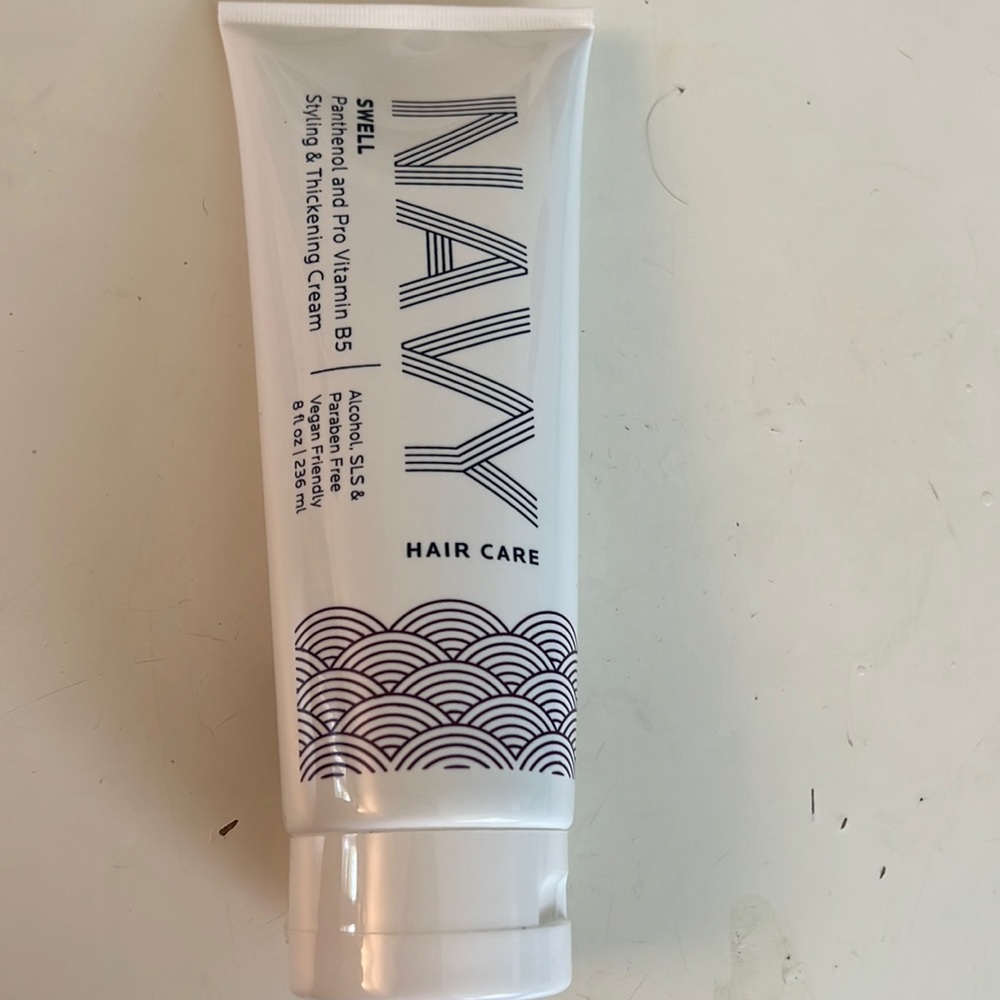 NAVY
HAIR CARE
SWELL
Panthenol and Pro Vitamin B5
Styling & Thickening Cream
Alcohol, SLS &
Paraben Free
Vegan Friendly
8 fl oz | 236 ml